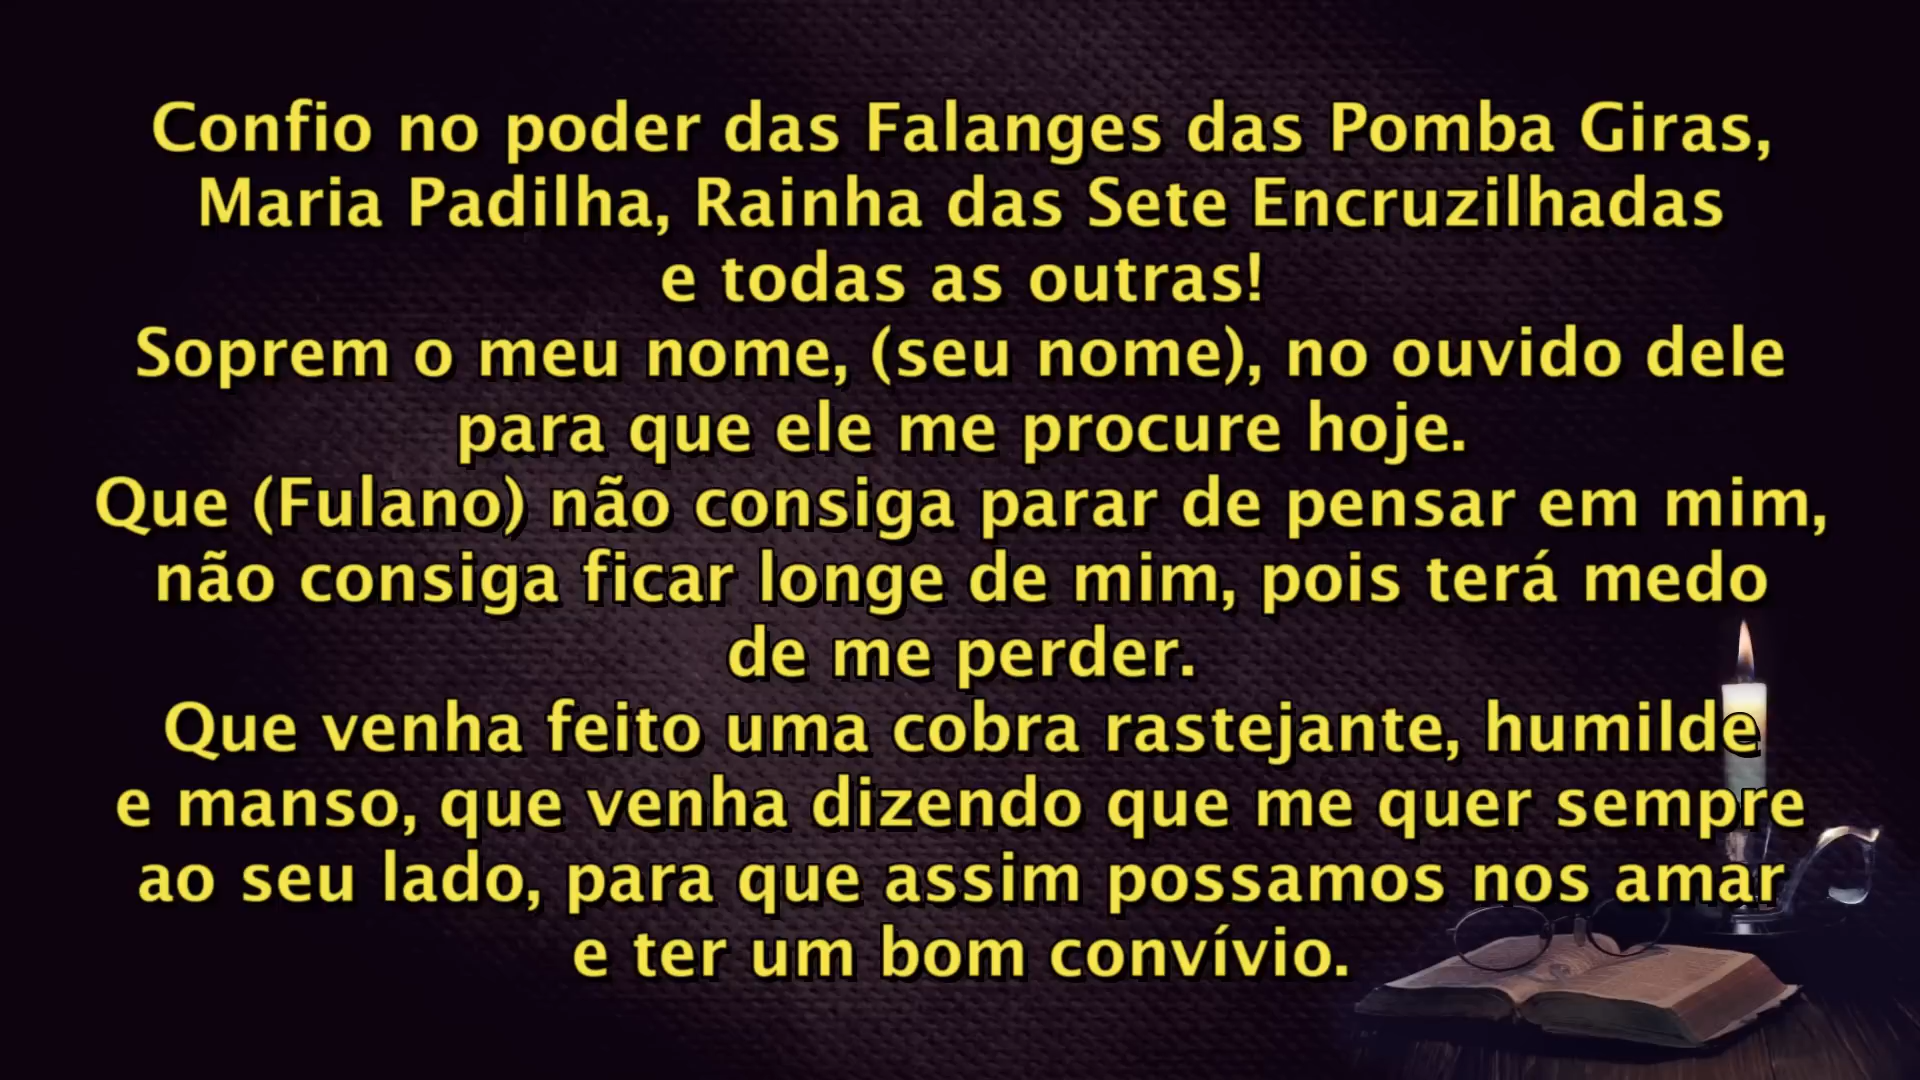 Confio no poder das Falanges das Pomba Giras,
Maria Padilha, Rainha das Sete Encruzilhadas
e todas as outras!
Soprem o meu nome, (seu nome), no ouvido dele
para que ele me procure hoje.
Que (Fulano) não consiga parar de pensar em mim,
não consiga ficar longe de mim, pois terá medo
de me perder.
Que venha feito uma cobra rastejante, humilde
e manso, que venha dizendo que me quer sempre
ao seu lado, para que assim possamos nos amar
e ter um bom convívio.